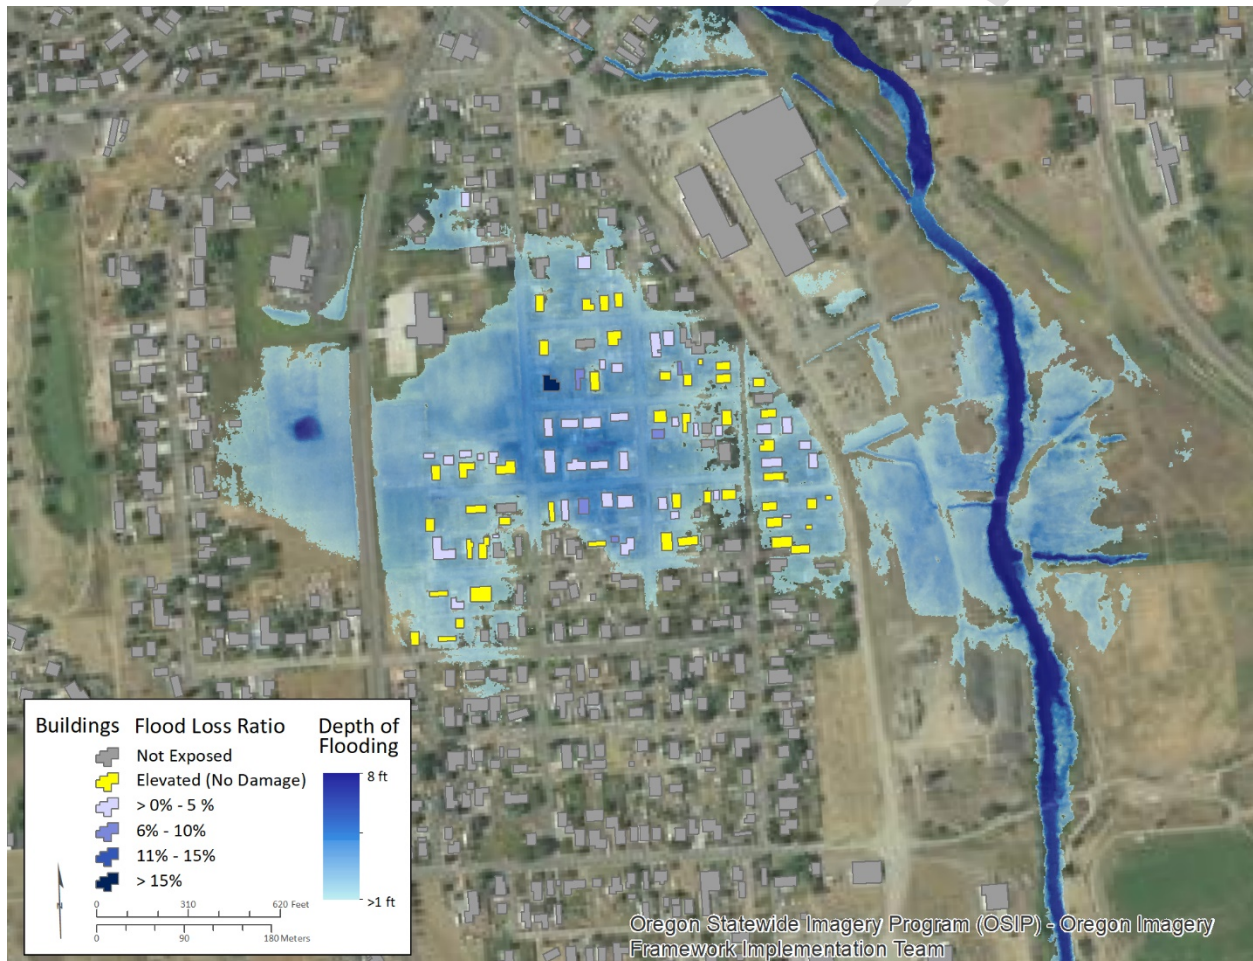 Buildings Flood Loss Ratio
Depth of
Flooding
Not Exposed
Elevated (No Damage)
> 0% - 5 %
6% - 10%
11% - 15%
> 15%
8 ft
>1 ft
N
0 310 620 Feet
0 90 180 Meters
Oregon Statewide Imagery Program (OSIP) - Oregon Imagery
Framework Implementation Team